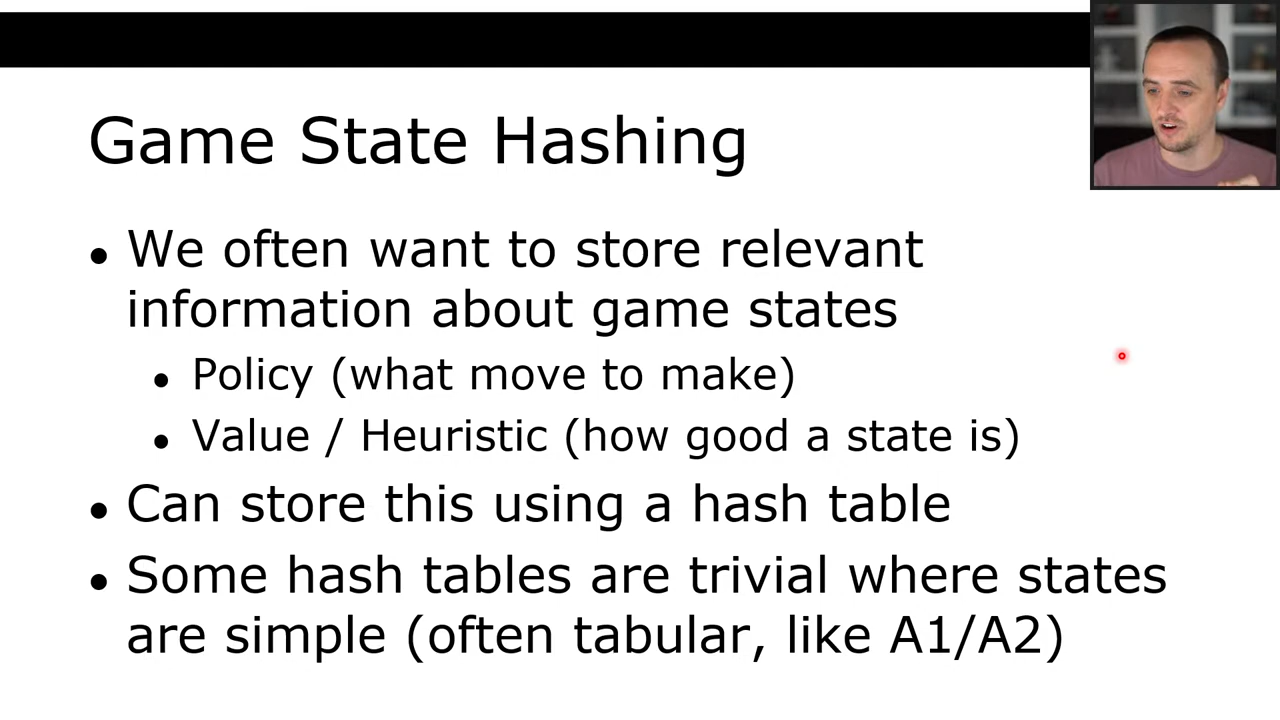 Game State Hashing
• We often want to store relevant
information about game states
• Policy (what move to make)
• Value / Heuristic (how good a state is)
• Can store this using a hash table
• Some hash tables are trivial where states
are simple (often tabular, like A1/A2)